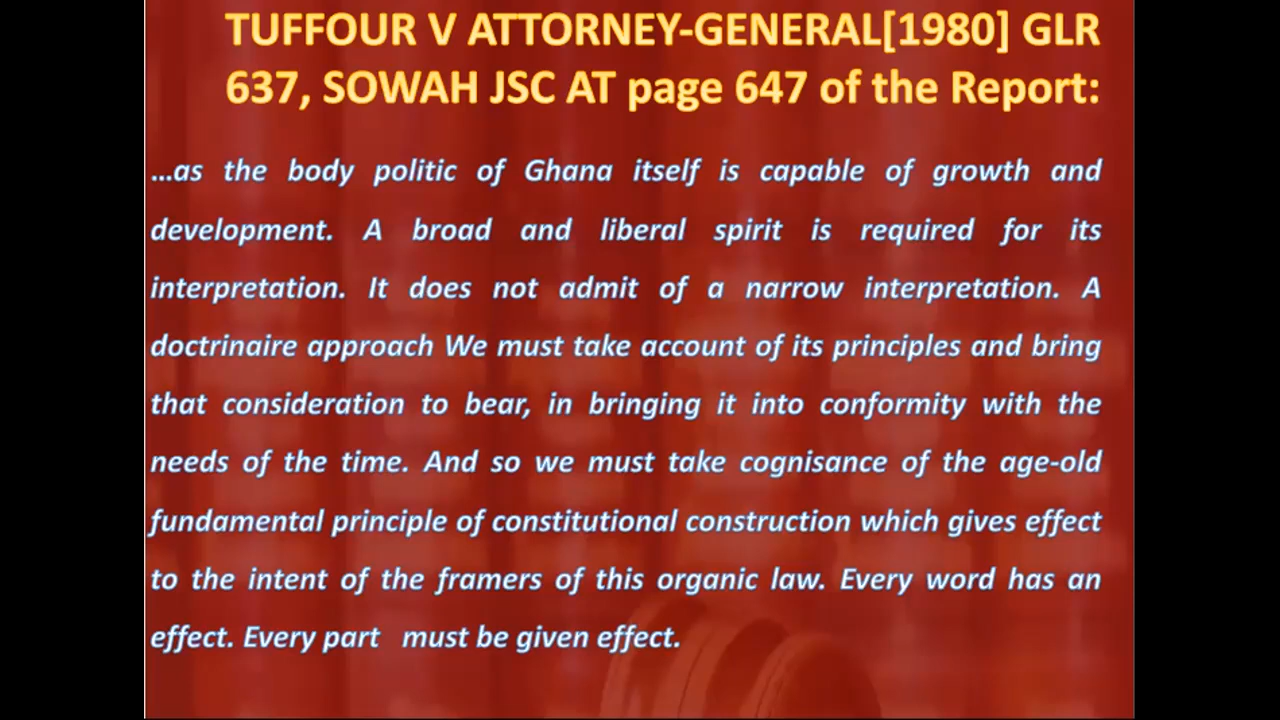 TUFFOUR V ATTORNEY-GENERAL[1980] GLR
637, SOWAH JSC AT page 647 of the Report:
…as the body politic of Ghana itself is capable of growth and
development. A broad and liberal spirit is required for its
interpretation. It does not admit of a narrow interpretation. A
doctrinaire approach We must take account of its principles and bring
that consideration to bear, in bringing it into conformity with the
needs of the time. And so we must take cognisance of the age-old
fundamental principle of constitutional construction which gives effect
to the intent of the framers of this organic law. Every word has an
effect. Every part must be given effect.